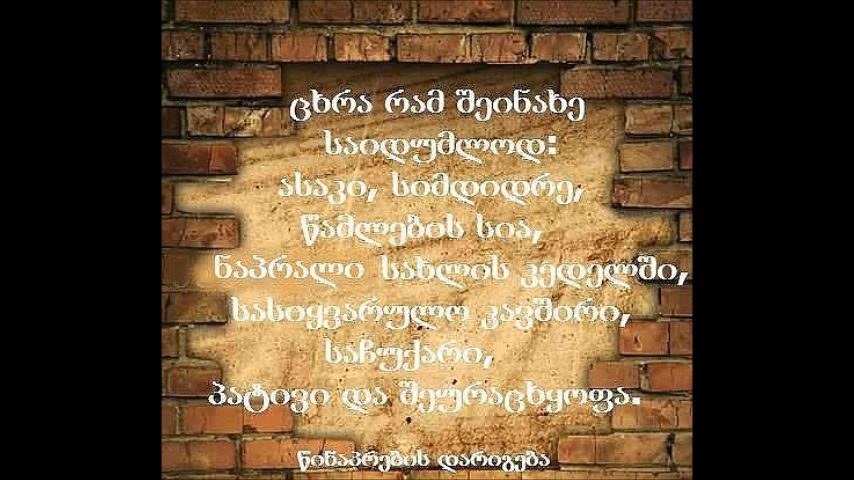 ცხრა რამ შეინახე
საიდუმლოდ:
ასაკი, სიმდიდრე,
წამლების სია,
ნაპრალი სახლის კედელში,
სასიყვარულო კავშირი,
საჩუქარი,
პატივი და შეურაცხყოფა.
წინაპრების დარიგება